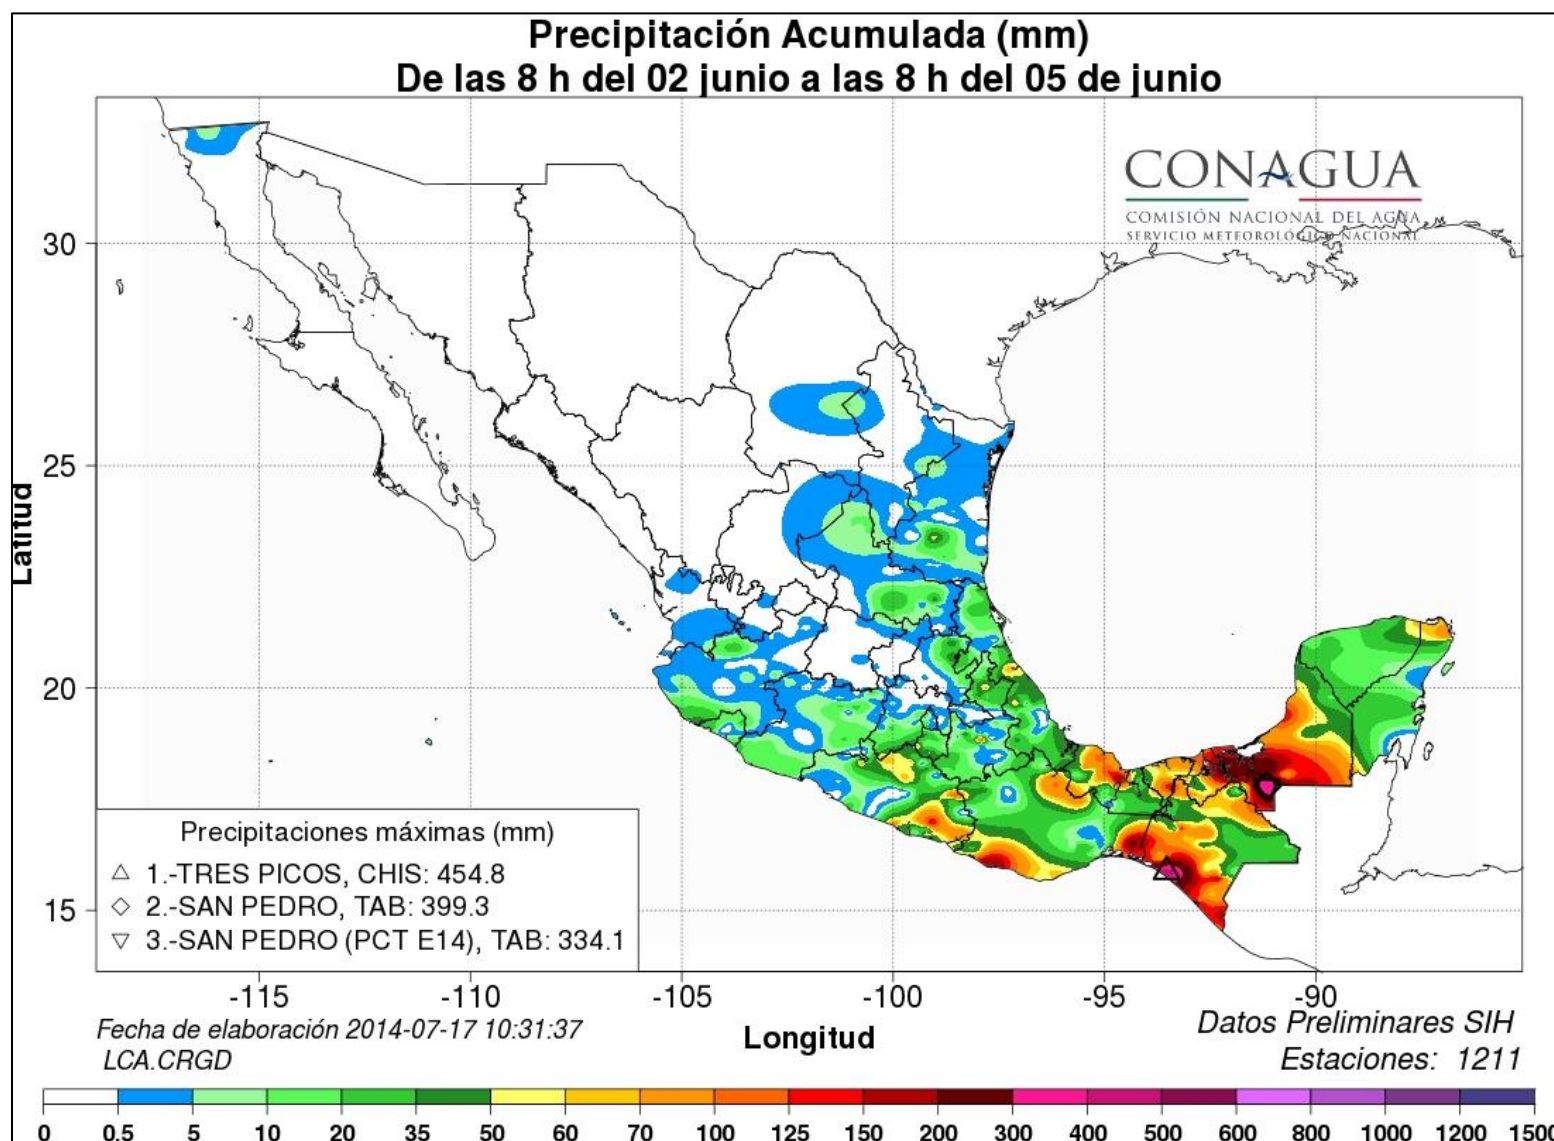 Precipitación Acumulada (mm)
De las 8 h del 02 junio a las 8 h del 05 de junio
CONAGUA
COMISIÓN NACIONAL DEL AGUA
SERVICIO METEOROLÓGICO NACIONAL
30
25
20
15
Latitud
Precipitaciones máximas (mm)
1.-TRES PICOS, CHIS: 454.8
2.-SAN PEDRO, TAB: 399.3
3.-SAN PEDRO (PCT E14), TAB: 334.1
-115 -110 -105 -100 -95 -90
Longitud
Fecha de elaboración 2014-07-17 10:31:37
LCA.CRGD
Datos Preliminares SIH
Estaciones: 1211
0 0.5 5 10 20 35 50 60 70 100 125 150 200 300 400 500 600 800 1000 1200 1500